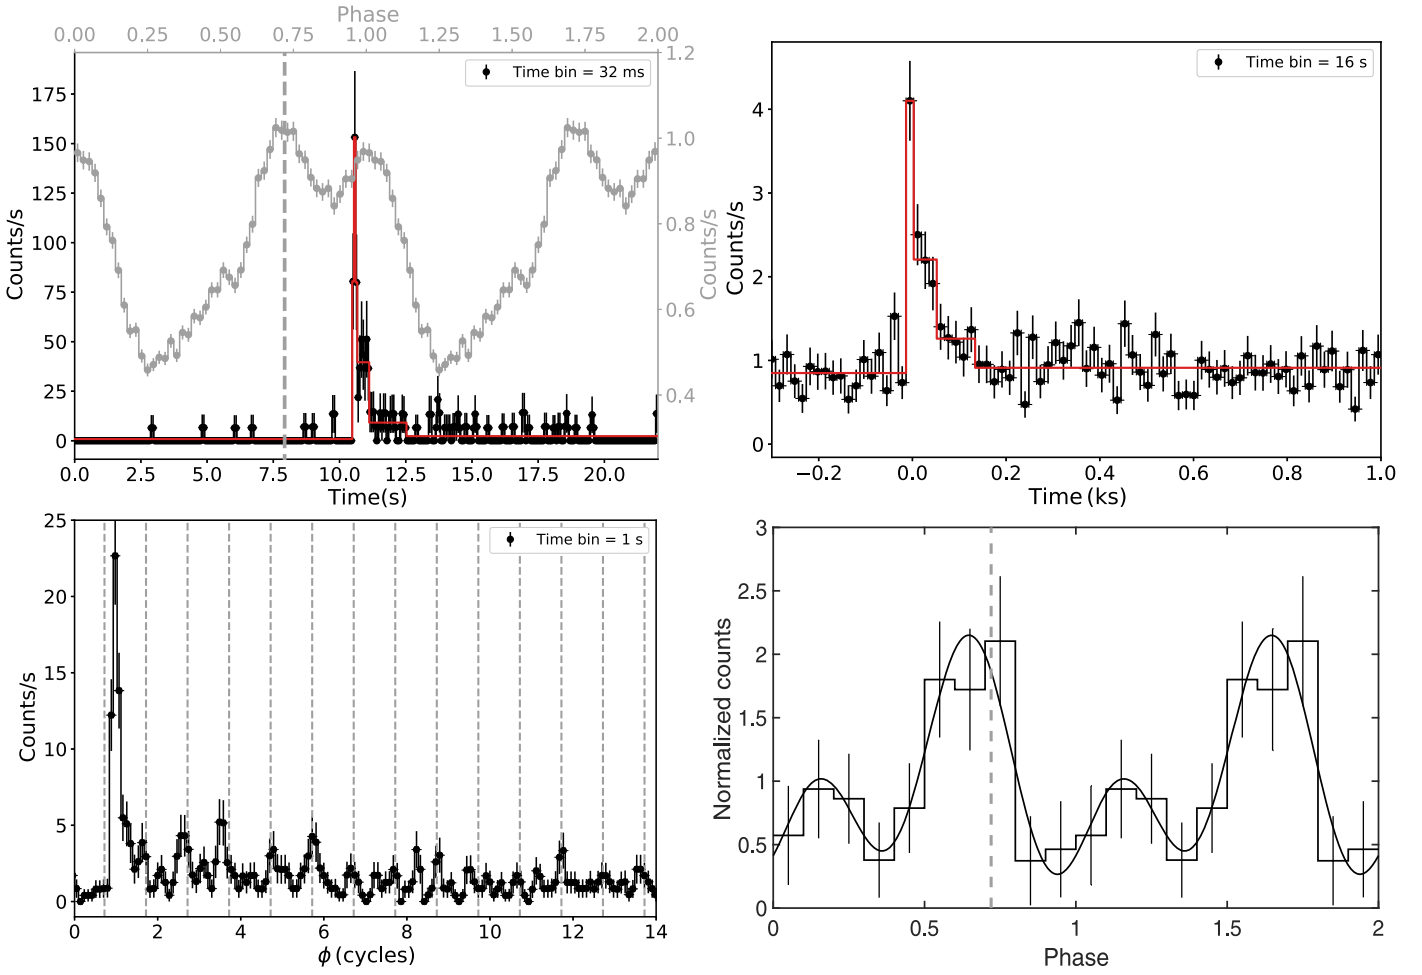 Phase
0.00 0.25 0.50 0.75 1.00 1.25 1.50 1.75 2.00
Time bin = 32 ms
175
150
125
100
75
50
25
0
Counts/s
1.2
1.0
0.8
0.6
0.4
Counts/s
0.0 2.5 5.0 7.5 10.0 12.5 15.0 17.5 20.0
Time(s)
Time bin = 16 s
4
3
2
1
0
Counts/s
−0.2 0.0 0.2 0.4 0.6 0.8 1.0
Time (ks)
Time bin = 1 s
25
20
15
10
5
0
Counts/s
0 2 4 6 8 10 12 14
ϕ (cycles)
3
2.5
2
1.5
1
0.5
0
Normalized counts
0 0.5 1 1.5 2
Phase